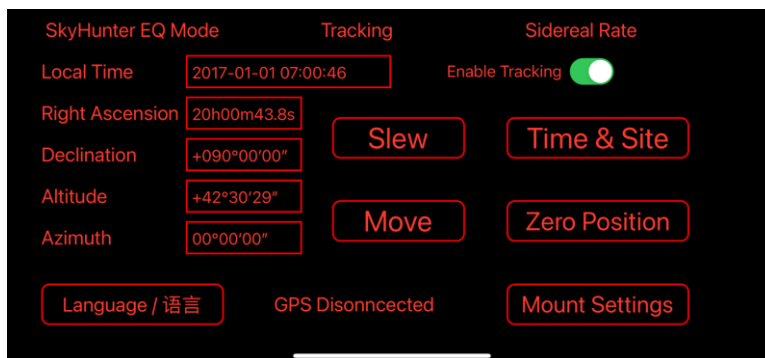 SkyHunter EQ Mode Tracking Sidereal Rate
Local Time 2017-01-01 07:00:46 Enable Tracking
Right Ascension 20h00m43.8s
Slew Time & Site
Declination +090°00'00"
Altitude +42°30'29"
Move Zero Position
Azimuth 00°00'00"
Language / 语言 GPS Disonncected Mount Settings